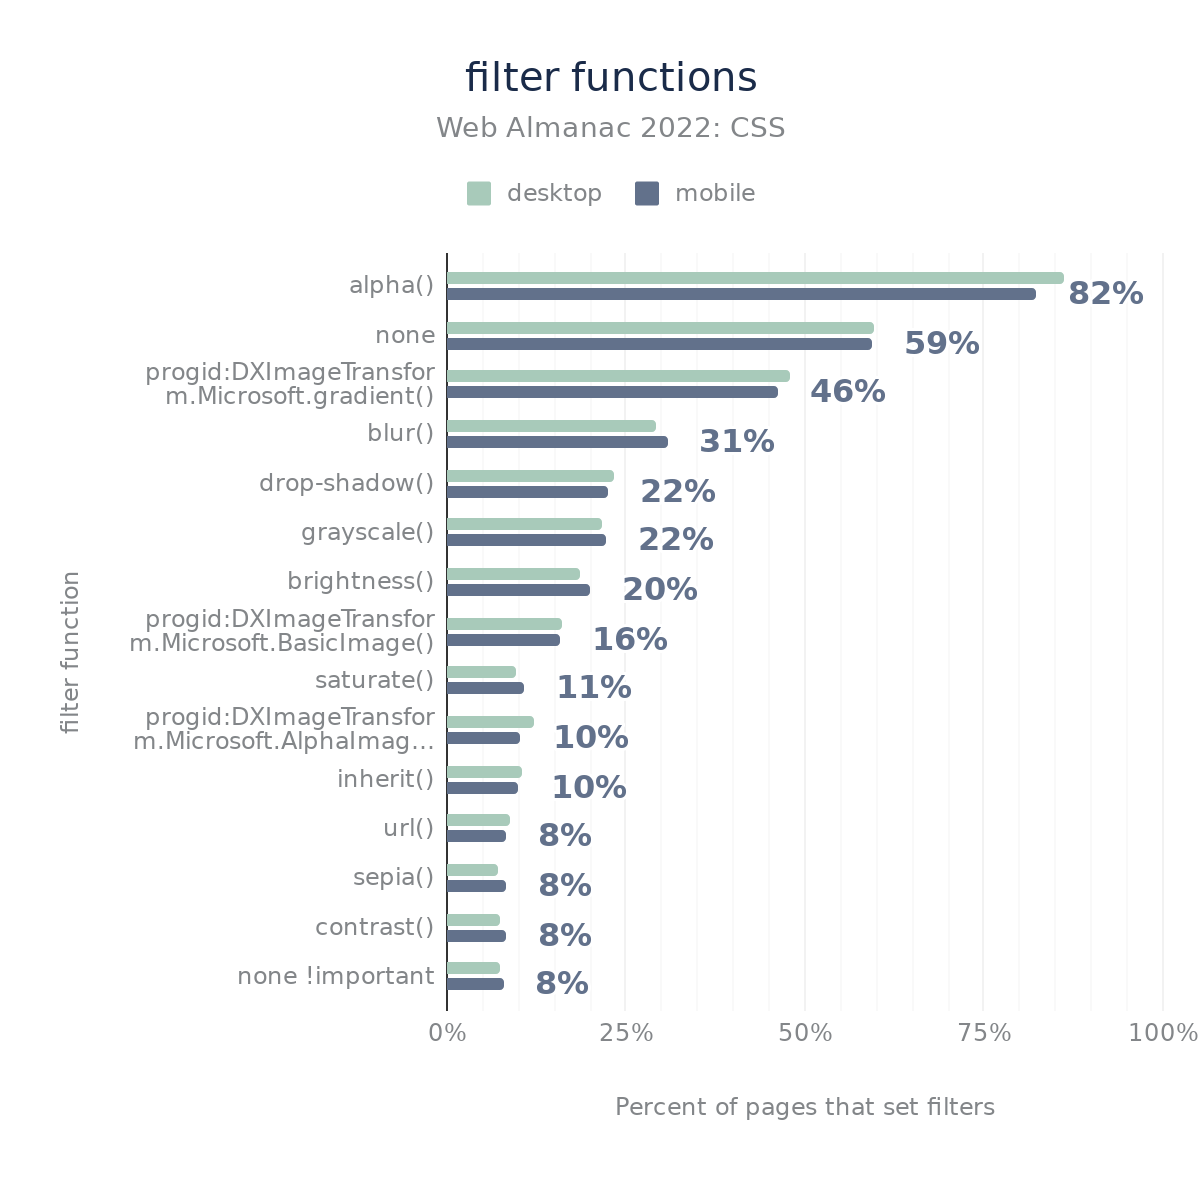 filter functions
Web Almanac 2022: CSS
desktop
mobile
alpha()
82%
none
59%
progid:DXImageTransfor
m.Microsoft.gradient()
46%
blur()
31%
drop-shadow()
22%
grayscale()
22%
brightness()
20%
progid:DXImageTransfor
m.Microsoft.BasicImage()
16%
saturate()
11%
progid:DXImageTransfor
m.Microsoft.AlphaImag…
10%
inherit()
10%
url()
8%
sepia()
8%
contrast()
8%
none !important
8%
filter function
0%
25%
50%
75%
100%
Percent of pages that set filters